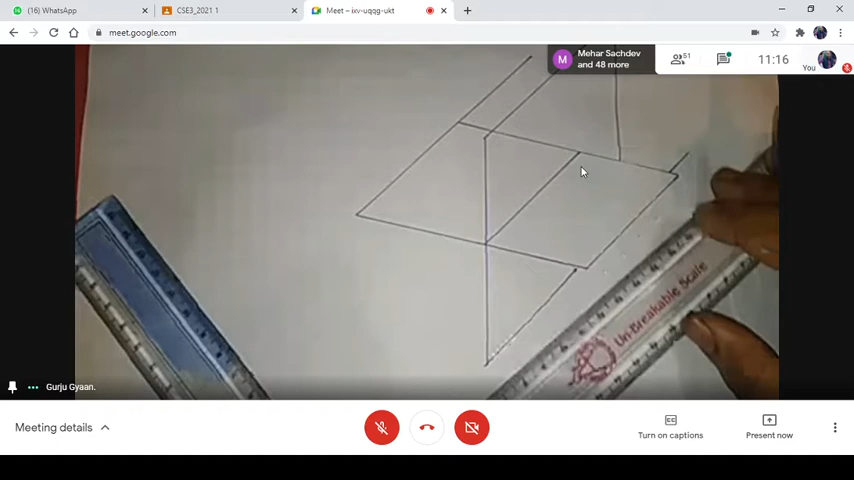 (16) WhatsApp
CSE3_2021 1
Meet – ixv-uqqg-ukt
meet.google.com
M
Mehar Sachdev
and 48 more
51
11:16
You
Un-Breakable Scale
Gurju Gyaan.
Meeting details
CC
Turn on captions
Present now